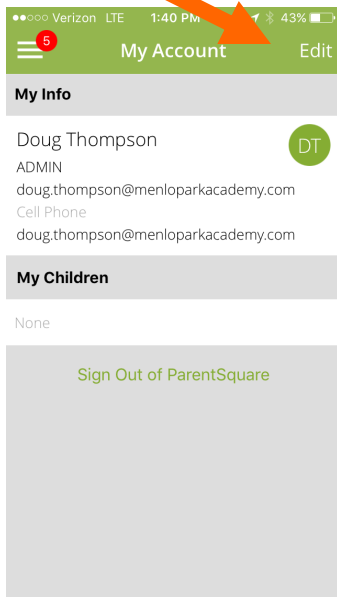 Verizon LTE 1:40 PM 43%
5
My Account Edit
My Info
Doug Thompson
DT
ADMIN
doug.thompson@menloparkacademy.com
Cell Phone
doug.thompson@menloparkacademy.com
My Children
None
Sign Out of ParentSquare